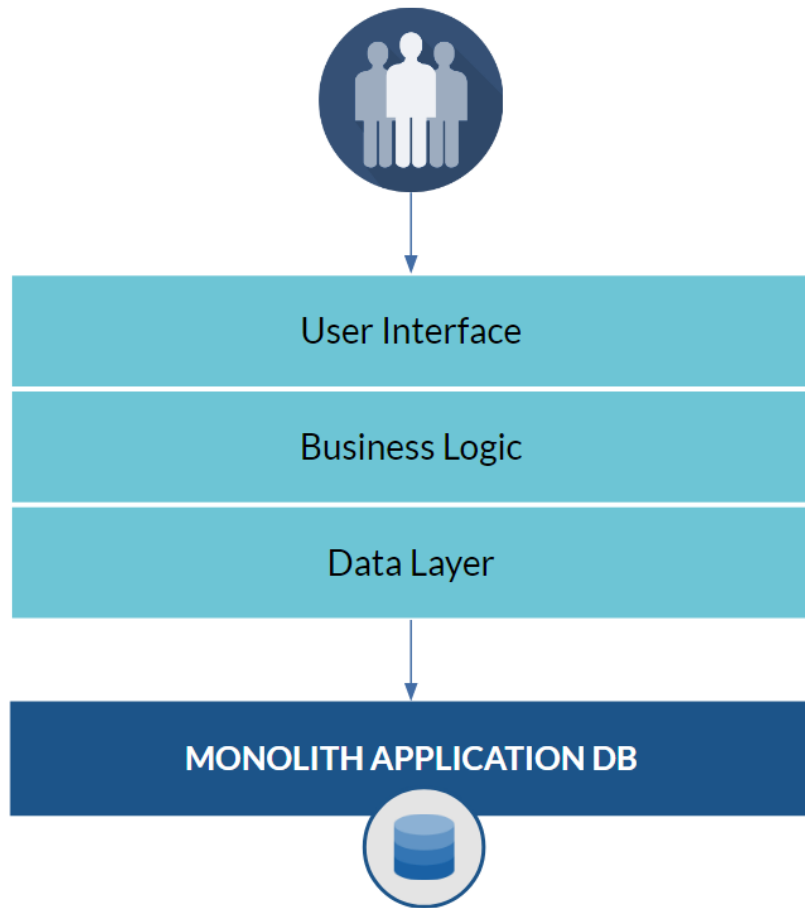 User Interface
Business Logic
Data Layer
MONOLITH APPLICATION DB